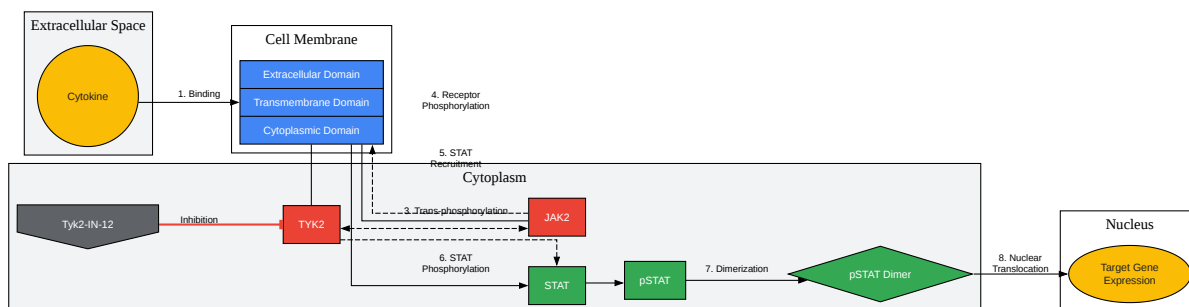 Extracellular Space
Cytokine
1. Binding
Cell Membrane
Extracellular Domain
Transmembrane Domain
Cytoplasmic Domain
4. Receptor
Phosphorylation
5. STAT
Recruitment
Cytoplasm
Tyk2-IN-12
Inhibition
TYK2
3. Trans-phosphorylation
JAK2
6. STAT
Phosphorylation
STAT
pSTAT
7. Dimerization
pSTAT Dimer
8. Nuclear
Translocation
Nucleus
Target Gene
Expression